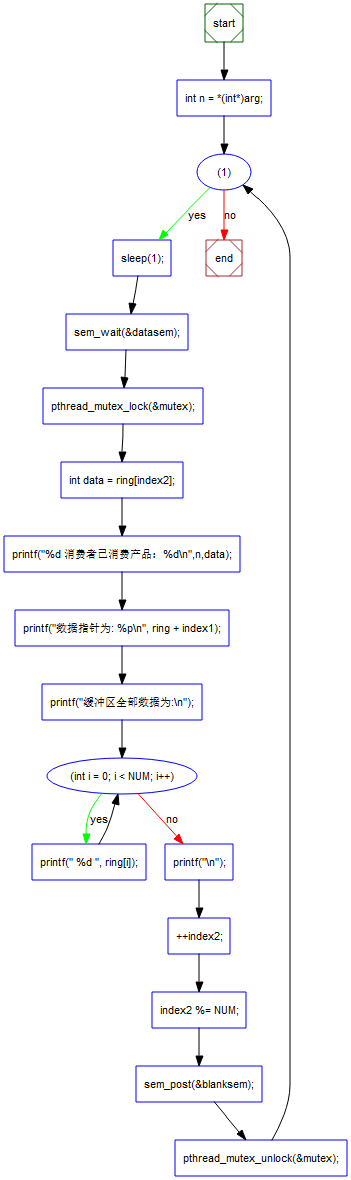 start
int n = *(int*)arg;
(1)
yes
no
sleep(1);
end
sem_wait(&datasem);
pthread_mutex_lock(&mutex);
int data = ring[index2];
printf("%d 消费者已消费产品：%d\n",n,data);
printf("数据指针为: %p\n", ring + index1);
printf("缓冲区全部数据为:\n");
(int i = 0; i < NUM; i++)
yes
no
printf(" %d ", ring[i]);
printf("\n");
++index2;
index2 %= NUM;
sem_post(&blanksem);
pthread_mutex_unlock(&mutex);